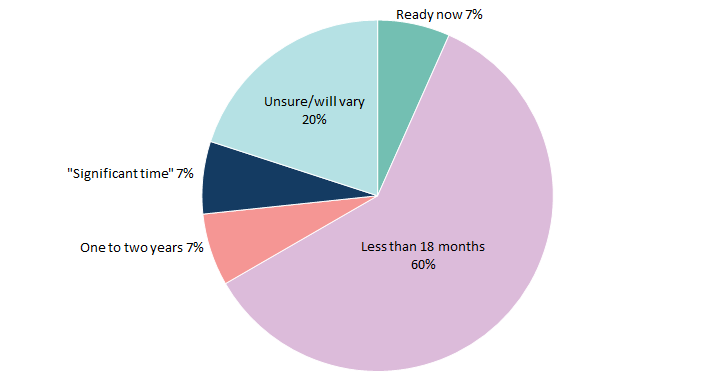 Ready now 7%
Unsure/will vary
20%
"Significant time" 7%
One to two years 7%
Less than 18 months
60%